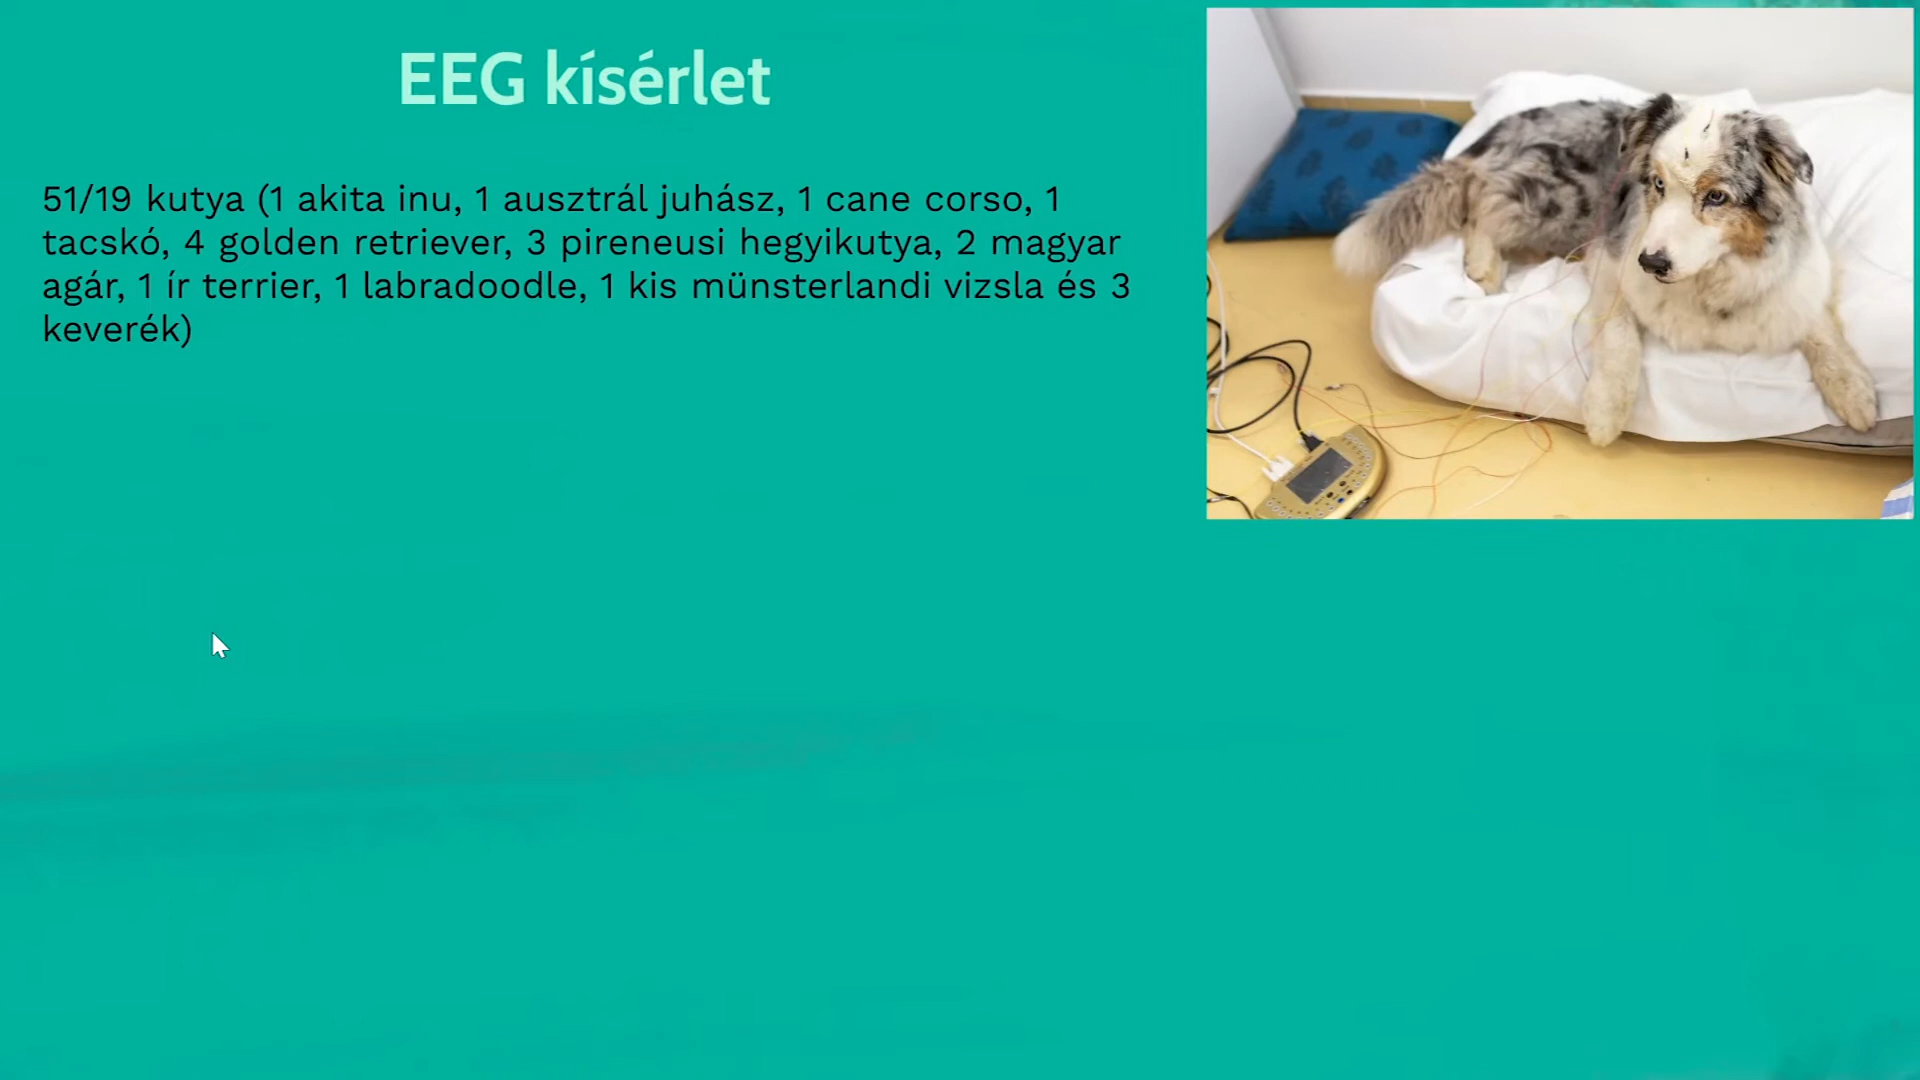 EEG kísérlet
51/19 kutya (1 akita inu, 1 ausztrál juhász, 1 cane corso, 1
tacskó, 4 golden retriever, 3 pireneusi hegyikutya, 2 magyar
agár, 1 ír terrier, 1 labradoodle, 1 kis münsterlandi vizsla és 3
keverék)